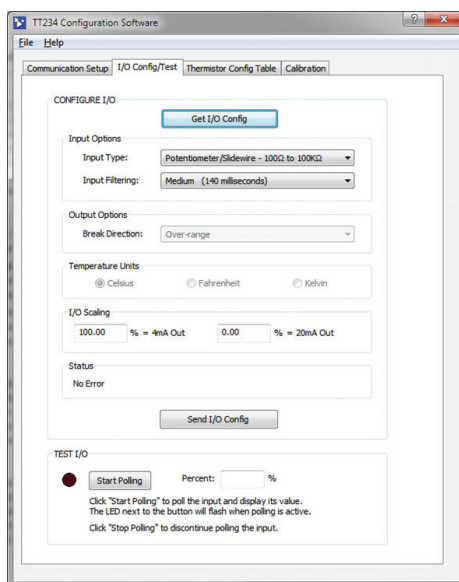 TT234 Configuration Software
File Help
Communication Setup I/O Config/Test Thermistor Config Table Calibration
CONFIGURE I/O
Get I/O Config
Input Options
Input Type: Potentiometer/Slidewire - 100Ω to 100KΩ
Input Filtering: Medium (140 milliseconds)
Output Options
Break Direction: Over-range
Temperature Units
Celsius Fahrenheit Kelvin
I/O Scaling
100.00 % = 4mA Out 0.00 % = 20mA Out
Status
No Error
Send I/O Config
TEST I/O
Start Polling Percent: %
Click "Start Polling" to poll the input and display its value.
The LED next to the button will flash when polling is active.
Click "Stop Polling" to discontinue polling the input.